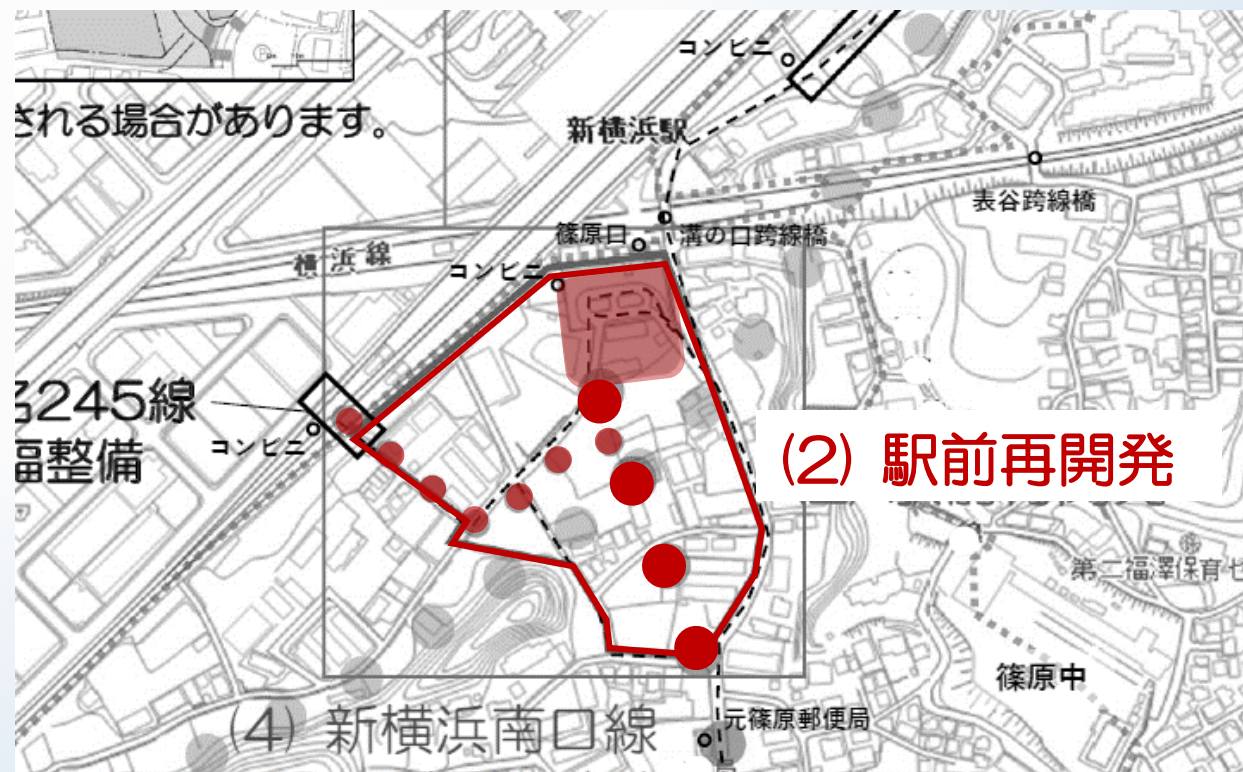 コンビニ
される場合があります。
新横浜駅
表谷跨線橋
篠原口
溝の口跨線橋
横浜線
コンビニ
245線
コンビニ
幅整備
(2) 駅前再開発
第二福澤保育
篠原中
(4) 新横浜南口線
元篠原郵便局